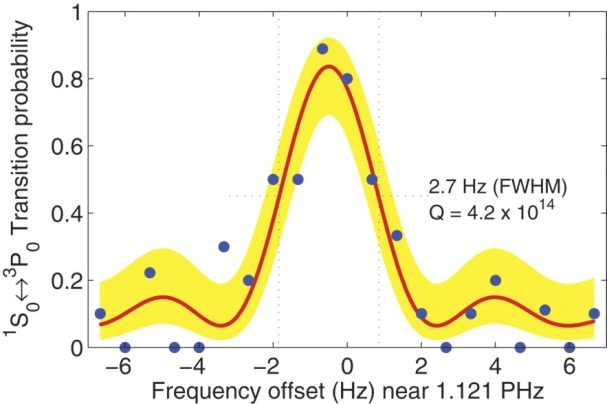 1
0.8
0.6
0.4
0.2
0
−6 −4 −2 0 2 4 6
¹S₀↔³P₀ Transition probability
2.7 Hz (FWHM)
Q = 4.2 x 10¹⁴
Frequency offset (Hz) near 1.121 PHz